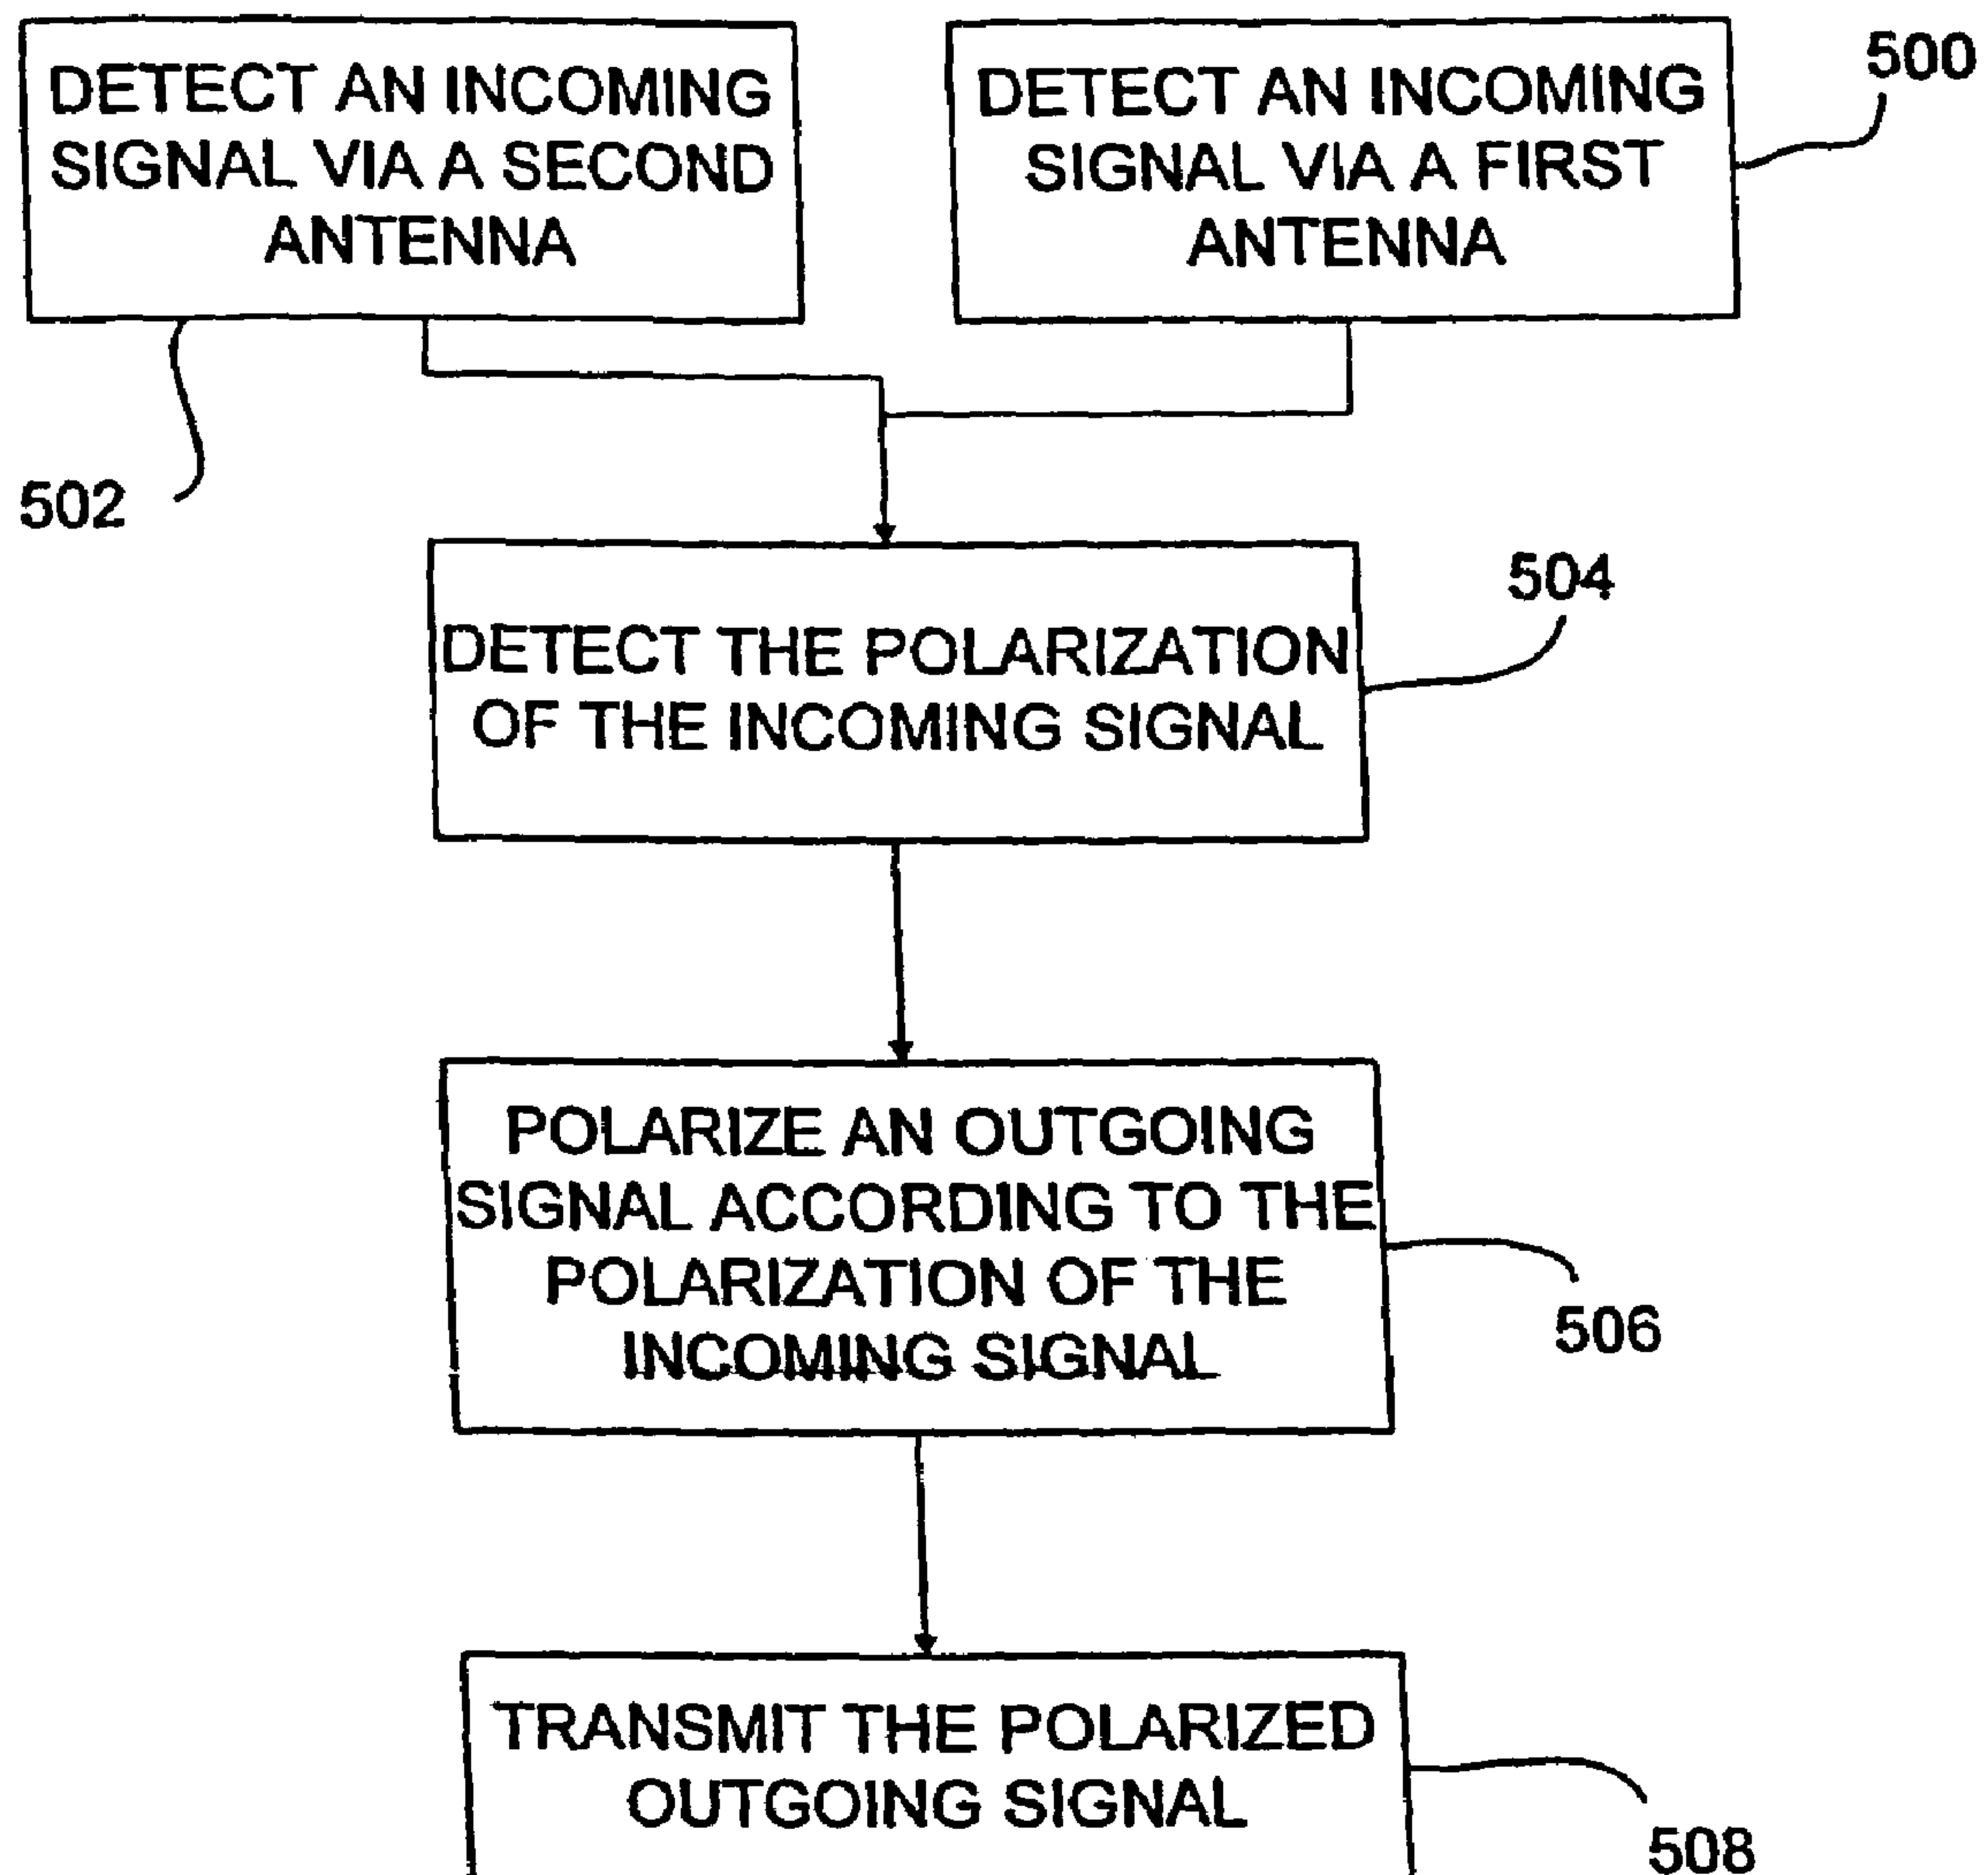 DETECT AN INCOMING
SIGNAL VIA A SECOND
ANTENNA
DETECT AN INCOMING
SIGNAL VIA A FIRST
ANTENNA
500
502
DETECT THE POLARIZATION
OF THE INCOMING SIGNAL
504
POLARIZE AN OUTGOING
SIGNAL ACCORDING TO THE
POLARIZATION OF THE
INCOMING SIGNAL
506
TRANSMIT THE POLARIZED
OUTGOING SIGNAL
508